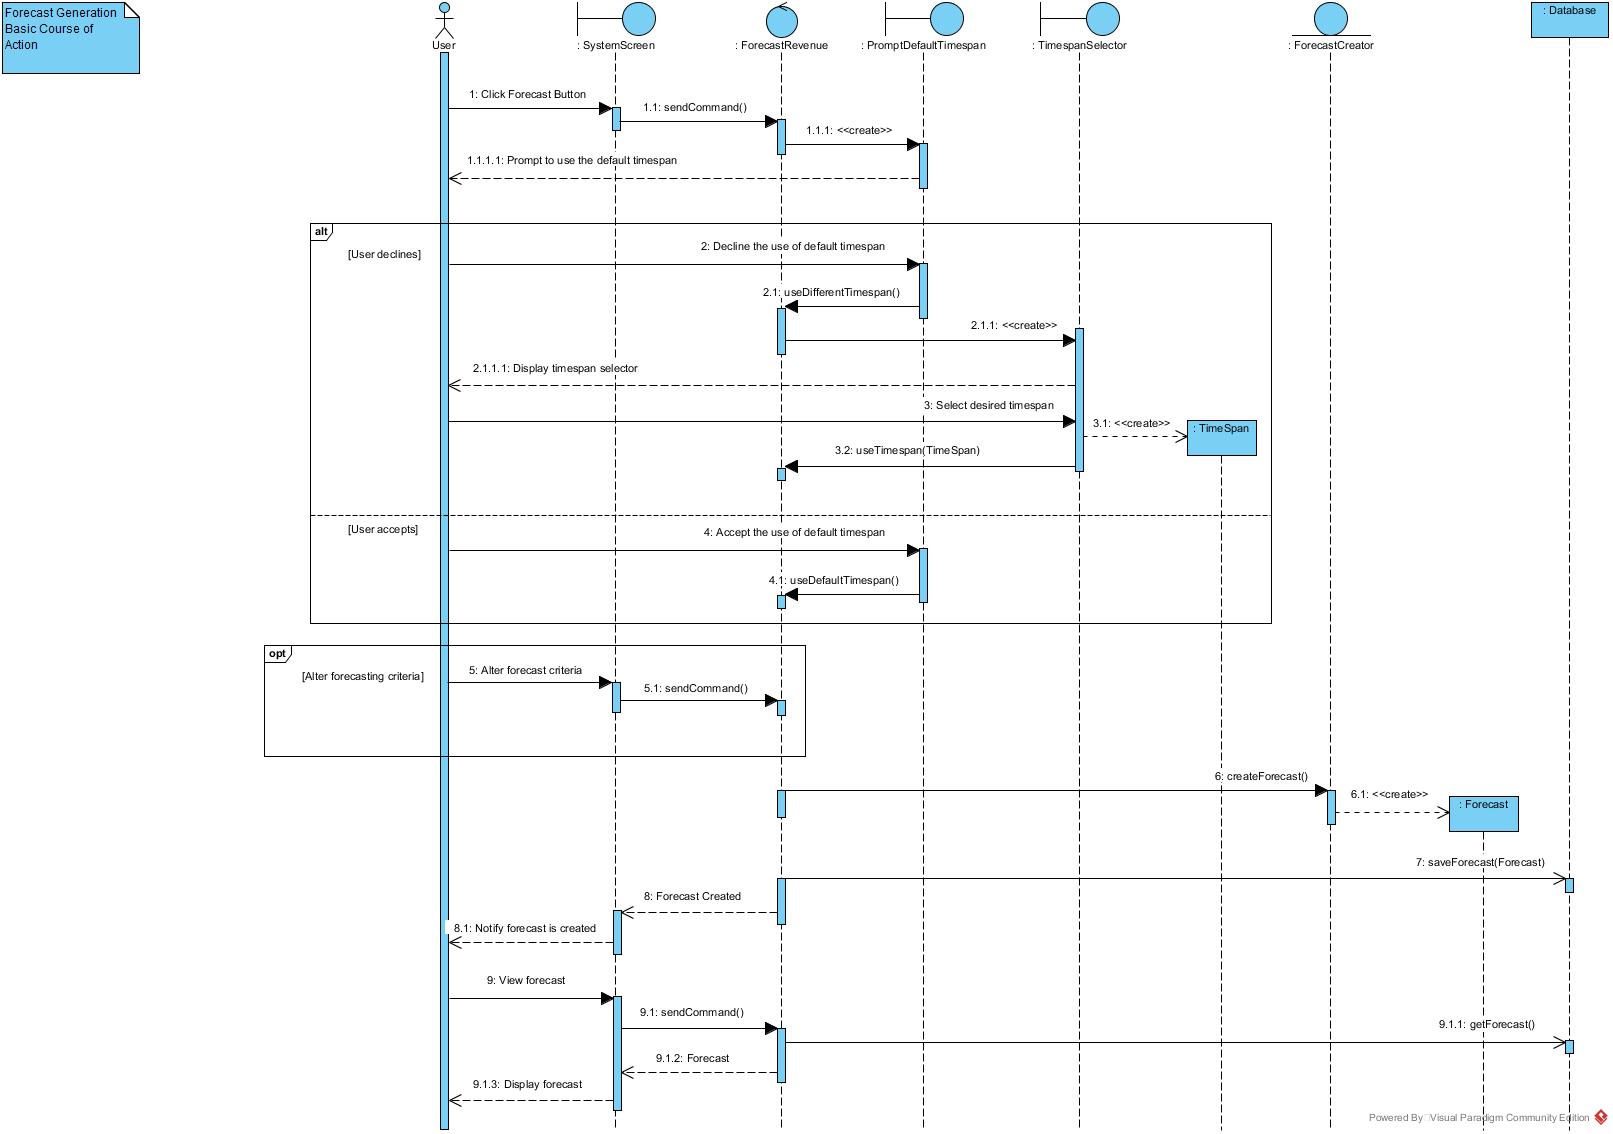 Forecast Generation
Basic Course of
Action
User
: SystemScreen
: ForecastRevenue
: PromptDefaultTimespan
: TimespanSelector
: ForecastCreator
: Database
1: Click Forecast Button
1.1: sendCommand()
1.1.1: <<create>>
1.1.1.1: Prompt to use the default timespan
alt
[User declines]
2: Decline the use of default timespan
2.1: useDifferentTimespan()
2.1.1: <<create>>
2.1.1.1: Display timespan selector
3: Select desired timespan
3.1: <<create>>
: TimeSpan
3.2: useTimespan(TimeSpan)
[User accepts]
4: Accept the use of default timespan
4.1: useDefaultTimespan()
opt
[Alter forecasting criteria]
5: Alter forecast criteria
5.1: sendCommand()
6: createForecast()
6.1: <<create>>
: Forecast
7: saveForecast(Forecast)
8: Forecast Created
8.1: Notify forecast is created
9: View forecast
9.1: sendCommand()
9.1.1: getForecast()
9.1.2: Forecast
9.1.3: Display forecast
Powered By Visual Paradigm Community Edition